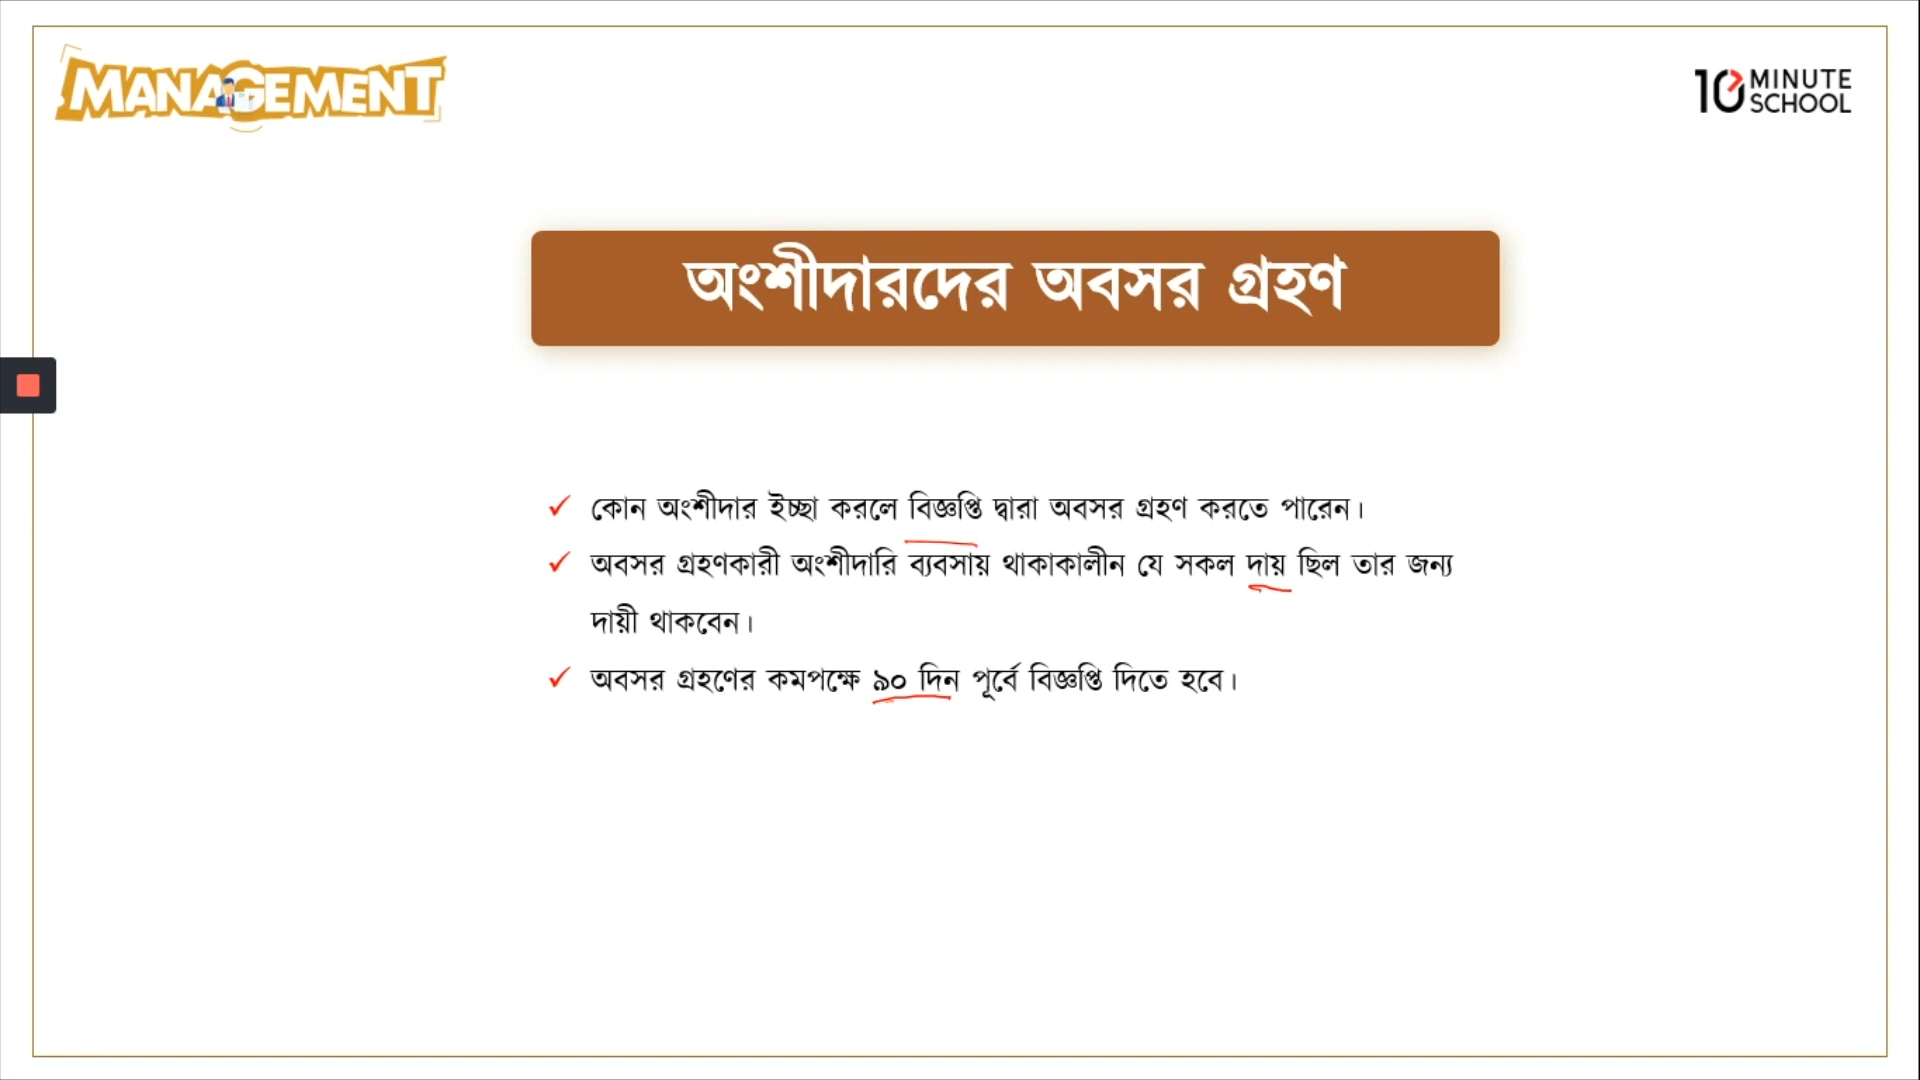 MANAGEMENT
10 MINUTE SCHOOL
অংশীদারদের অবসর গ্রহণ
কোন অংশীদার ইচ্ছা করলে বিজ্ঞপ্তি দ্বারা অবসর গ্রহণ করতে পারেন।
অবসর গ্রহণকারী অংশীদারি ব্যবসায় থাকাকালীন যে সকল দায় ছিল তার জন্য
দায়ী থাকবেন।
অবসর গ্রহণের কমপক্ষে ৯০ দিন পূর্বে বিজ্ঞপ্তি দিতে হবে।